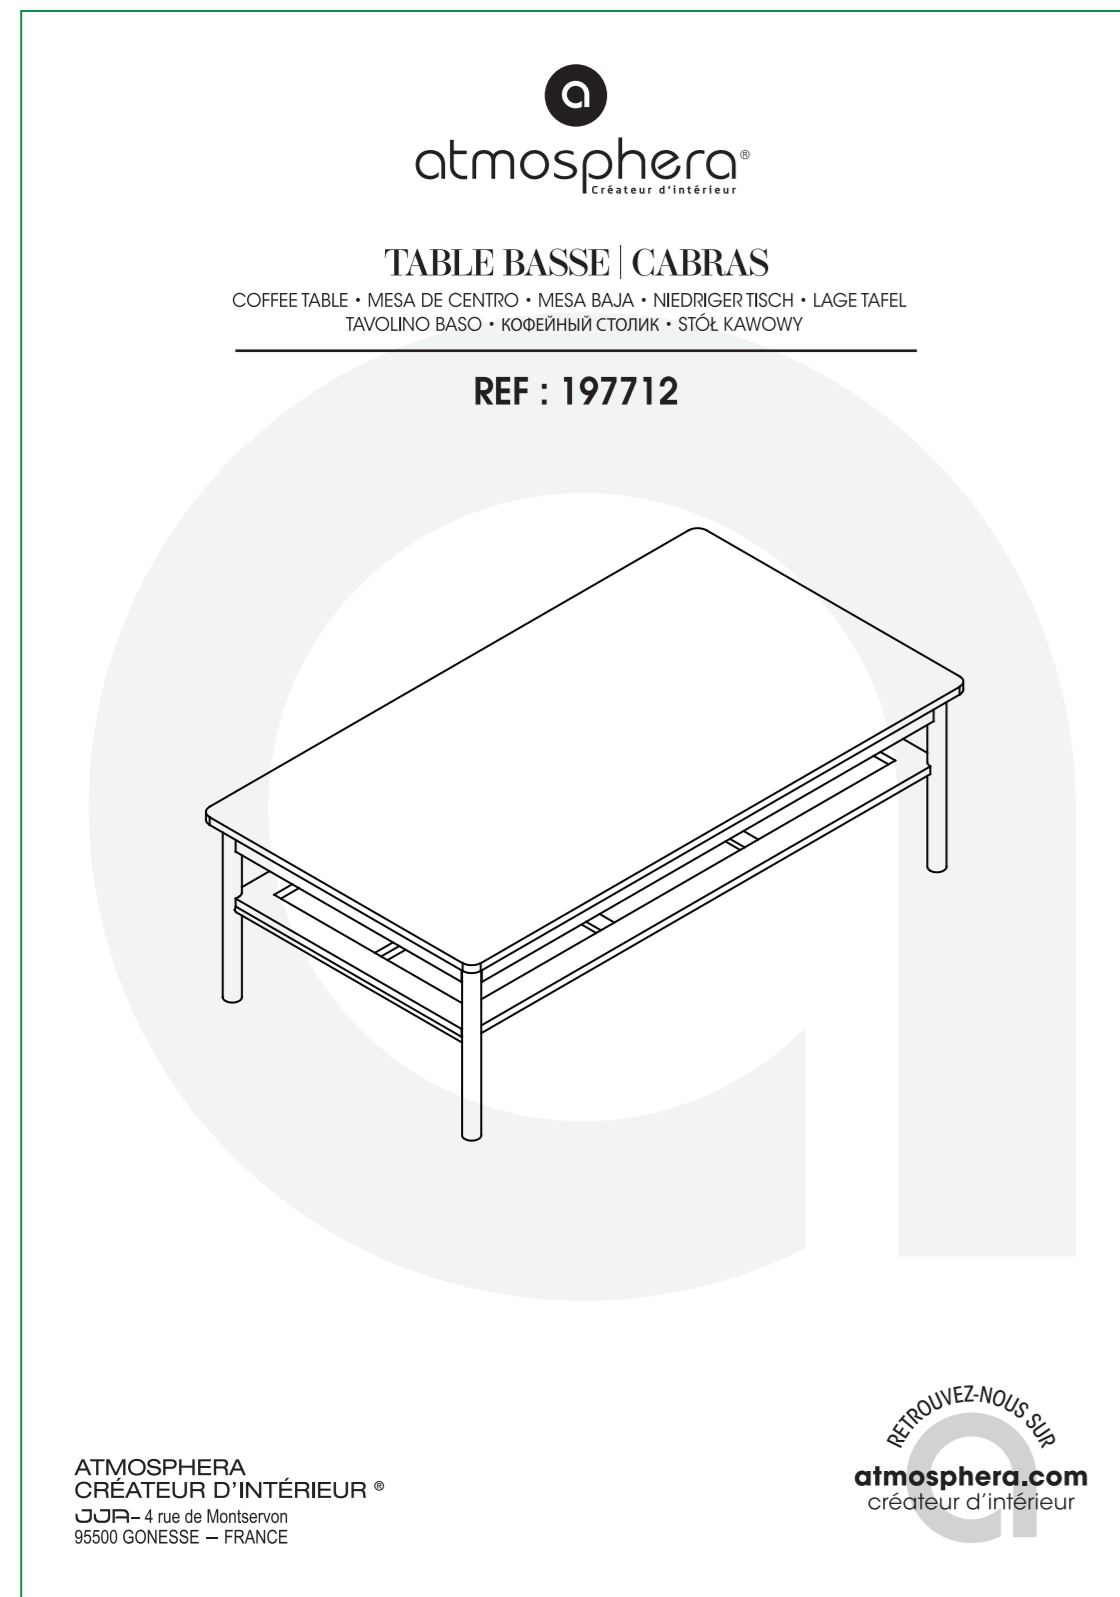 a
atmosphera®
Créateur d'intérieur
TABLE BASSE | CABRAS
COFFEE TABLE • MESA DE CENTRO • MESA BAJA • NIEDRIGER TISCH • LAGE TAFEL
TAVOLINO BASO • КОФЕЙНЫЙ СТОЛИК • STÓŁ KAWOWY
REF : 197712
ATMOSPHERA
CRÉATEUR D'INTÉRIEUR ®
JJA – 4 rue de Montservon
95500 GONESSE – FRANCE
RETROUVEZ-NOUS SUR
atmosphera.com
créateur d'intérieur